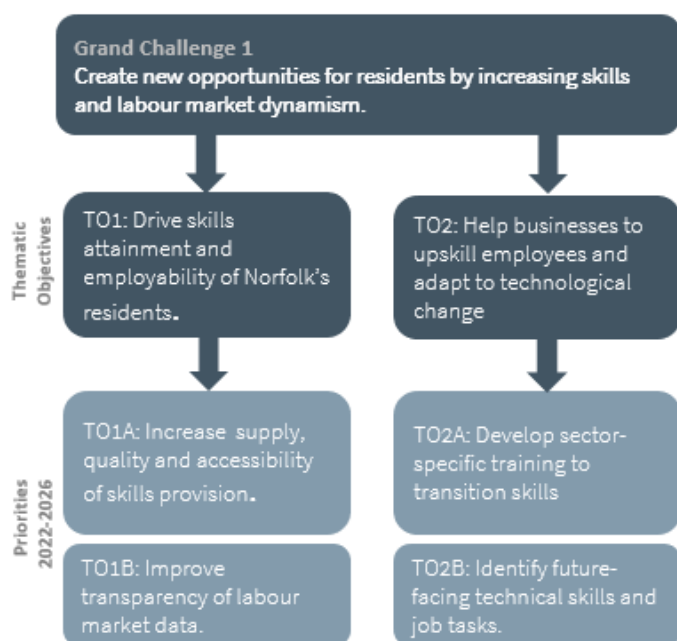 Grand Challenge 1
Create new opportunities for residents by increasing skills
and labour market dynamism.
Thematic
Objectives
TO1: Drive skills
attainment and
employability of Norfolk's
residents.
TO2: Help businesses to
upskill employees and
adapt to technological
change
Priorities
2022-2026
TO1A: Increase supply,
quality and accessibility
of skills provision.
TO2A: Develop sector-
specific training to
transition skills
TO1B: Improve
transparency of labour
market data.
TO2B: Identify future-
facing technical skills and
job tasks.